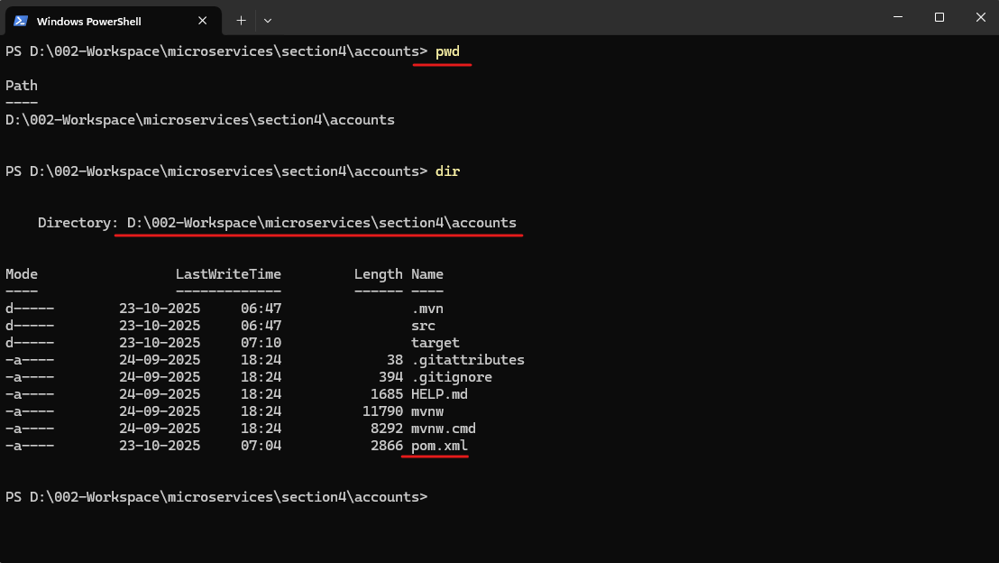 Windows PowerShell
PS D:\002-Workspace\microservices\section4\accounts> pwd
Path
----
D:\002-Workspace\microservices\section4\accounts
PS D:\002-Workspace\microservices\section4\accounts> dir
Directory: D:\002-Workspace\microservices\section4\accounts
Mode                 LastWriteTime         Length Name
----                 -------------         ------ ----
d-----        23-10-2025     06:47                .mvn
d-----        23-10-2025     06:47                src
d-----        23-10-2025     07:10                target
-a----        24-09-2025     18:24             38 .gitattributes
-a----        24-09-2025     18:24            394 .gitignore
-a----        24-09-2025     18:24           1685 HELP.md
-a----        24-09-2025     18:24          11790 mvnw
-a----        24-09-2025     18:24           8292 mvnw.cmd
-a----        23-10-2025     07:04           2866 pom.xml
PS D:\002-Workspace\microservices\section4\accounts>